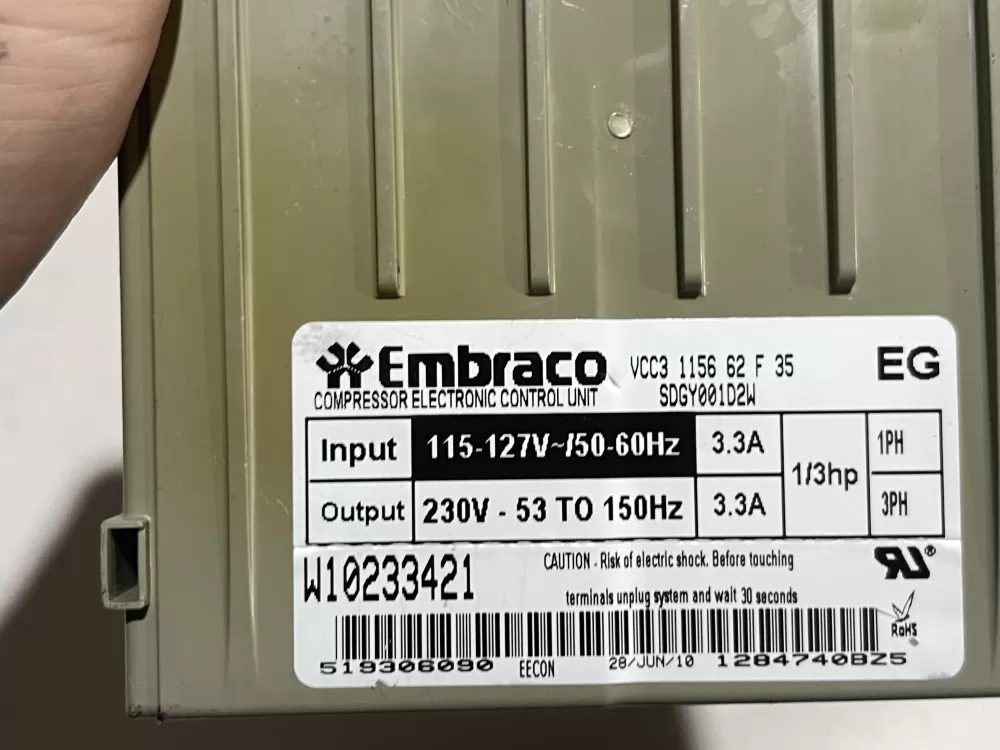 Embraco VCC3 1156 62 F 35 EG
COMPRESSOR ELECTRONIC CONTROL UNIT SDGY001D2W
Input 115-127V~/50-60Hz 3.3A 1/3hp 1PH
Output 230V - 53 TO 150Hz 3.3A 3PH
W10233421 CAUTION - Risk of electric shock. Before touching
terminals unplug system and wait 30 seconds
RU®
RoHS
519306090 EECON 28/JUN/10 1284740BZ5